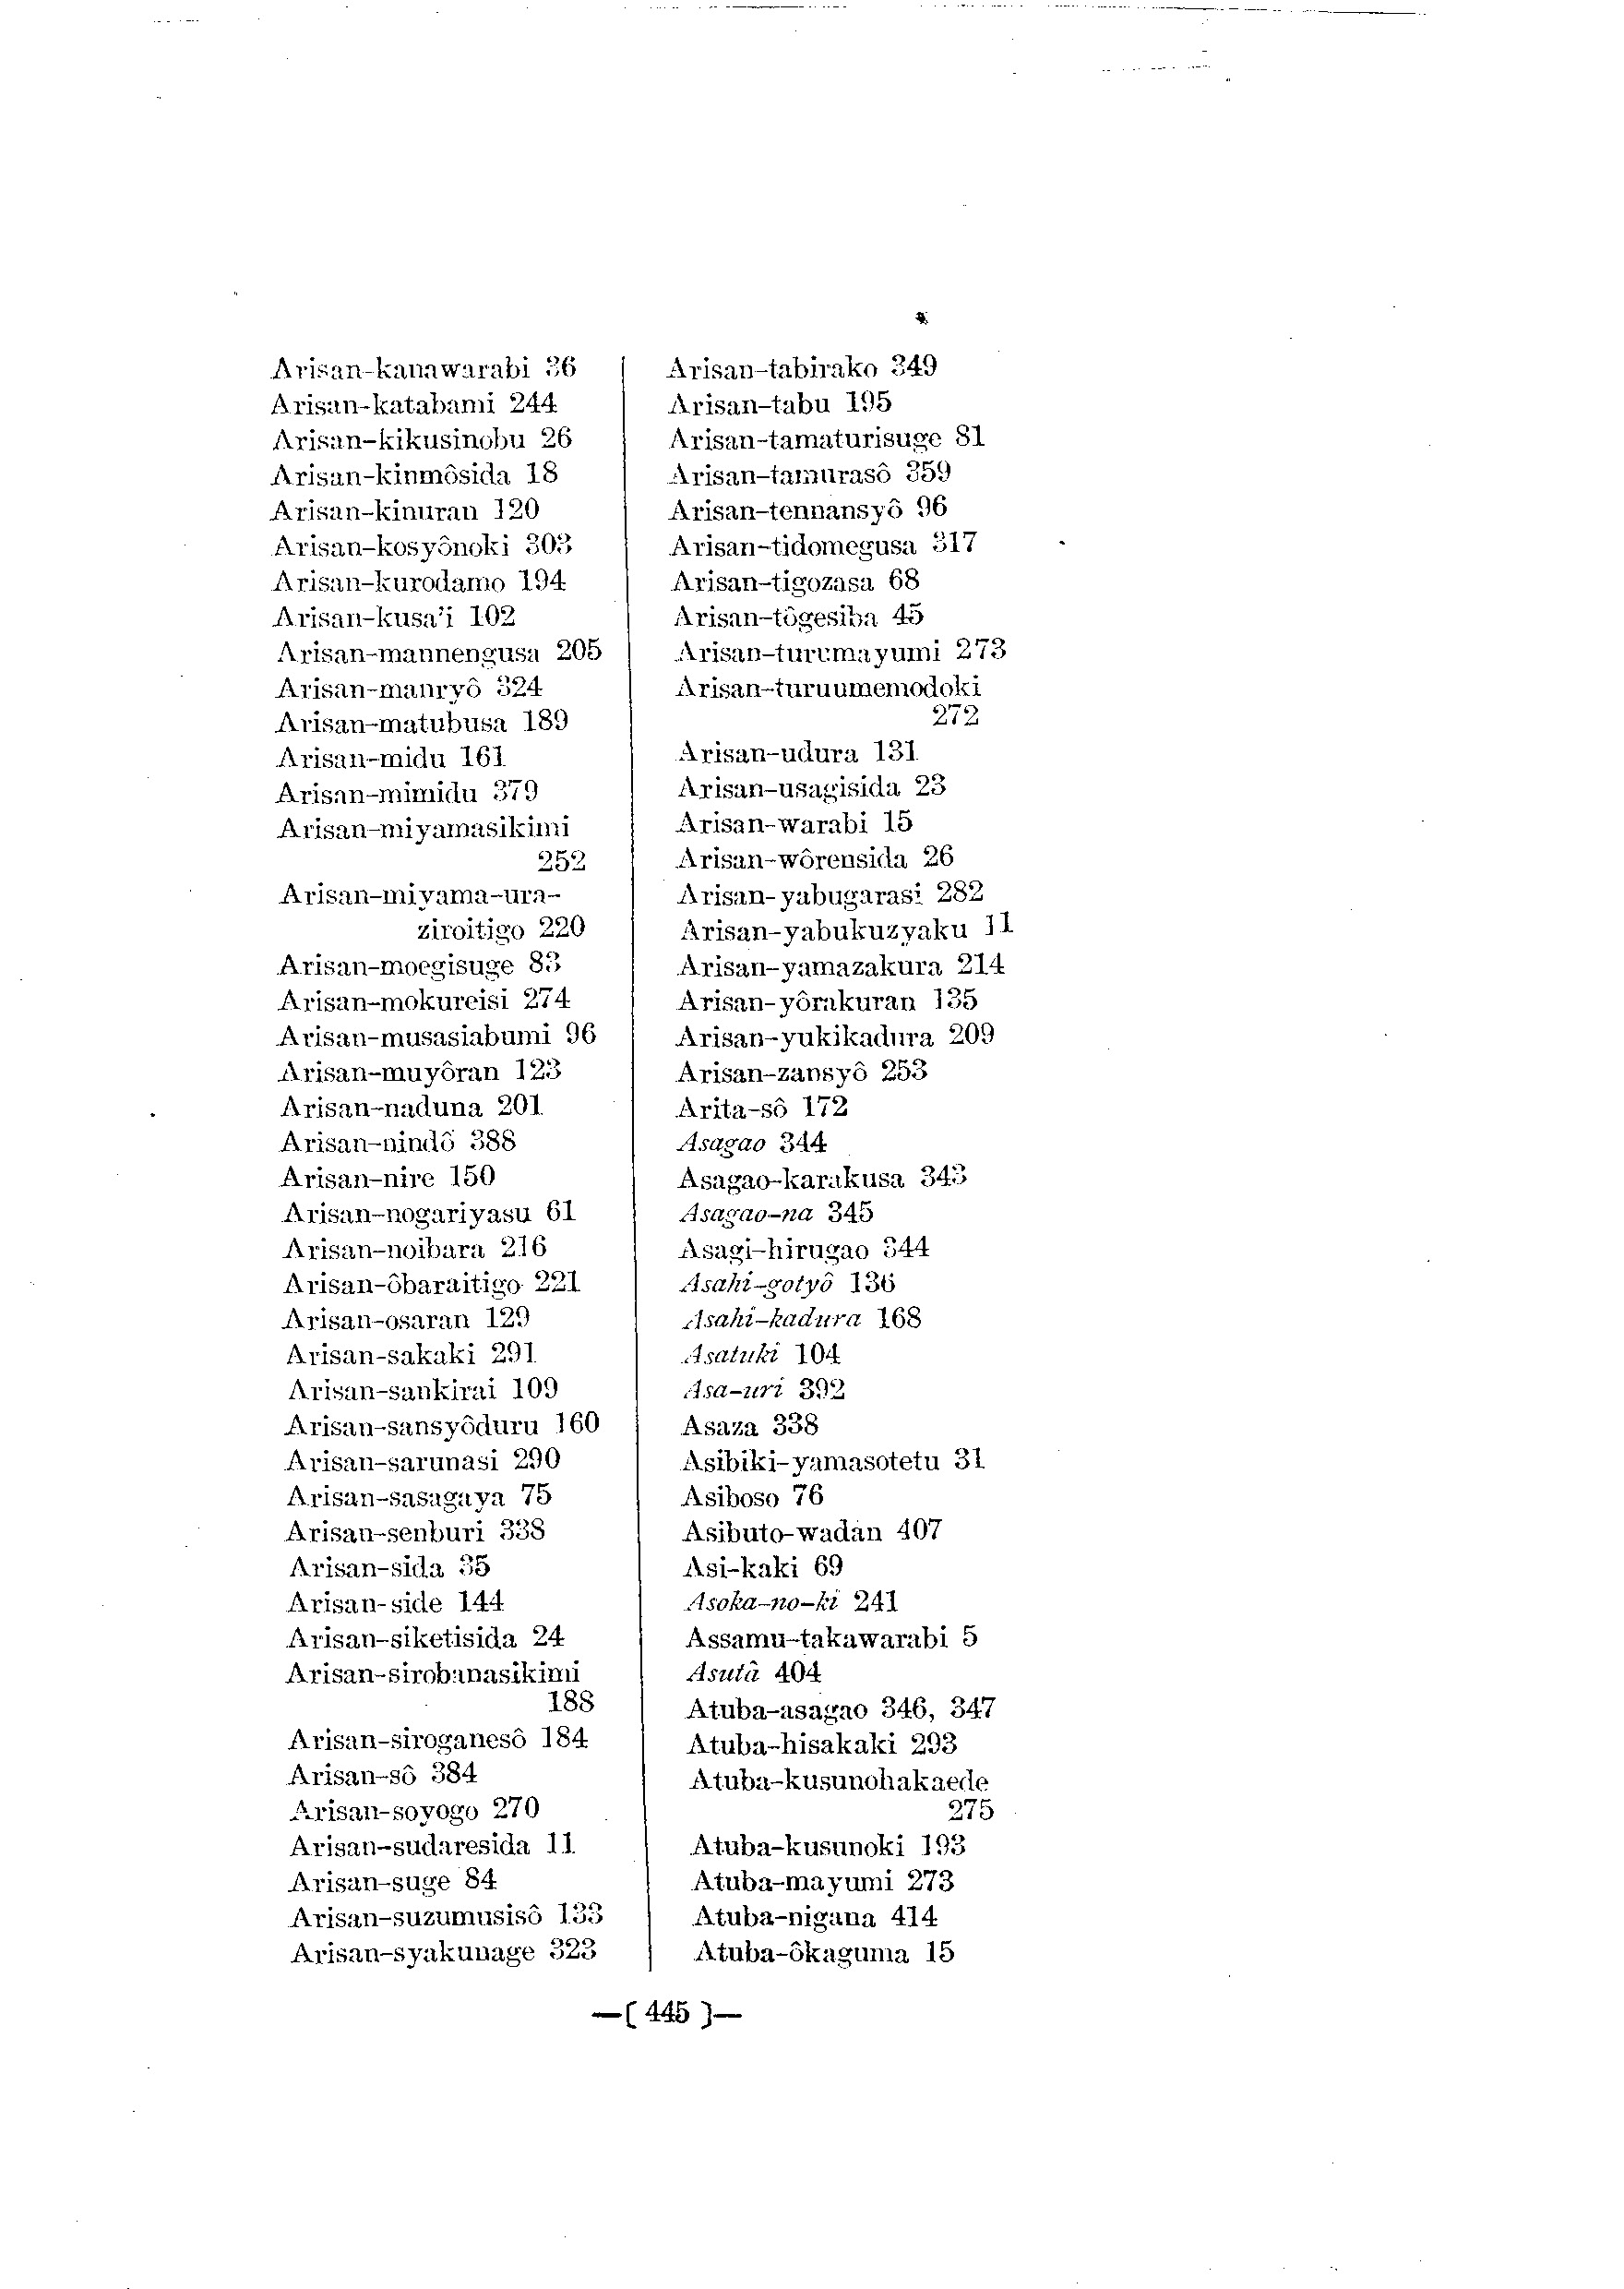 Arisan-kanawarabi 36
Arisan-katabami 244
Arisan-kikusinobu 26
Arisan-kinmôsida 18
Arisan-kinuran 120
Arisan-kosyônoki 303
Arisan-kurodamo 194
Arisan-kusa'i 102
Arisan-mannengusa 205
Arisan-manryô 324
Arisan-matubusa 189
Arisan-midu 161
Arisan-mimidu 379
Arisan-miyamasikimi
252
Arisan-miyama-ura-
ziroitigo 220
Arisan-moegisuge 83
Arisan-mokureisi 274
Arisan-musasiabumi 96
Arisan-muyôran 123
Arisan-naduna 201
Arisan-nindô 388
Arisan-nire 150
Arisan-nogariyasu 61
Arisan-noibara 216
Arisan-ôbaraitigo 221
Arisan-osaran 129
Arisan-sakaki 291
Arisan-sankirai 109
Arisan-sansyôduru 160
Arisan-sarunasi 290
Arisan-sasagaya 75
Arisan-senburi 338
Arisan-sida 35
Arisan-side 144
Arisan-siketisida 24
Arisan-sirobanasikimi
188
Arisan-siroganesô 184
Arisan-sô 384
Arisan-soyogo 270
Arisan-sudaresida 11
Arisan-suge 84
Arisan-suzumusisô 133
Arisan-syakunage 323
Arisan-tabirako 349
Arisan-tabu 195
Arisan-tamaturisuge 81
Arisan-tamurasô 359
Arisan-tennansyô 96
Arisan-tidomegusa 317
Arisan-tigozasa 68
Arisan-tôgesiba 45
Arisan-turumayumi 273
Arisan-turuumemodoki
272
Arisan-udura 131
Arisan-usagisida 23
Arisan-warabi 15
Arisan-wôrensida 26
Arisan-yabugarasi 282
Arisan-yabukuzyaku 11
Arisan-yamazakura 214
Arisan-yôrakuran 135
Arisan-yukikadura 209
Arisan-zansyô 253
Arita-sô 172
Asagao 344
Asagao-karakusa 343
Asagao-na 345
Asagi-hirugao 344
Asahi-gotyô 136
Asahi-kadura 168
Asatuki 104
Asa-uri 392
Asaza 338
Asibiki-yamasotetu 31
Asiboso 76
Asibuto-wadan 407
Asi-kaki 69
Asoka-no-ki 241
Assamu-takawarabi 5
Asutâ 404
Atuba-asagao 346, 347
Atuba-hisakaki 293
Atuba-kusunohakaede
275
Atuba-kusunoki 193
Atuba-mayumi 273
Atuba-nigana 414
Atuba-ôkaguma 15
—( 445 )—